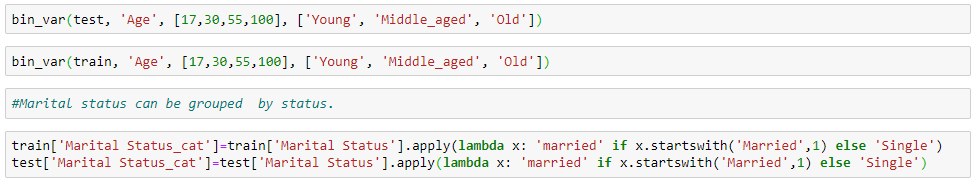 bin_var(test, 'Age', [17,30,55,100], ['Young', 'Middle_aged', 'Old'])
bin_var(train, 'Age', [17,30,55,100], ['Young', 'Middle_aged', 'Old'])
#Marital status can be grouped  by status.
train['Marital Status_cat']=train['Marital Status'].apply(lambda x: 'married' if x.startswith('Married',1) else 'Single')
test['Marital Status_cat']=test['Marital Status'].apply(lambda x: 'married' if x.startswith('Married',1) else 'Single')